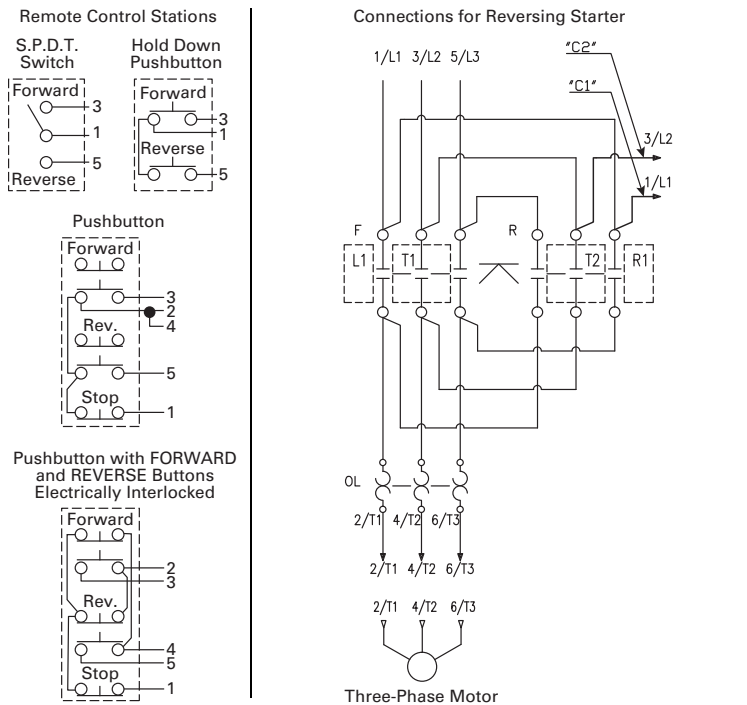 Remote Control Stations
S.P.D.T.
Switch
Forward
3
1
5
Reverse
Hold Down
Pushbutton
Forward
3
1
Reverse
5
Pushbutton
Forward
3
2
Rev.
4
5
Stop
1
Pushbutton with FORWARD
and REVERSE Buttons
Electrically Interlocked
Forward
2
3
Rev.
4
5
Stop
1
Connections for Reversing Starter
1/L1 3/L2 5/L3
"C2"
"C1"
3/L2
1/L1
F R
L1 T1 T2 R1
OL
2/T1 4/T2 6/T3
2/T1 4/T2 6/T3
2/T1 4/T2 6/T3
Three-Phase Motor